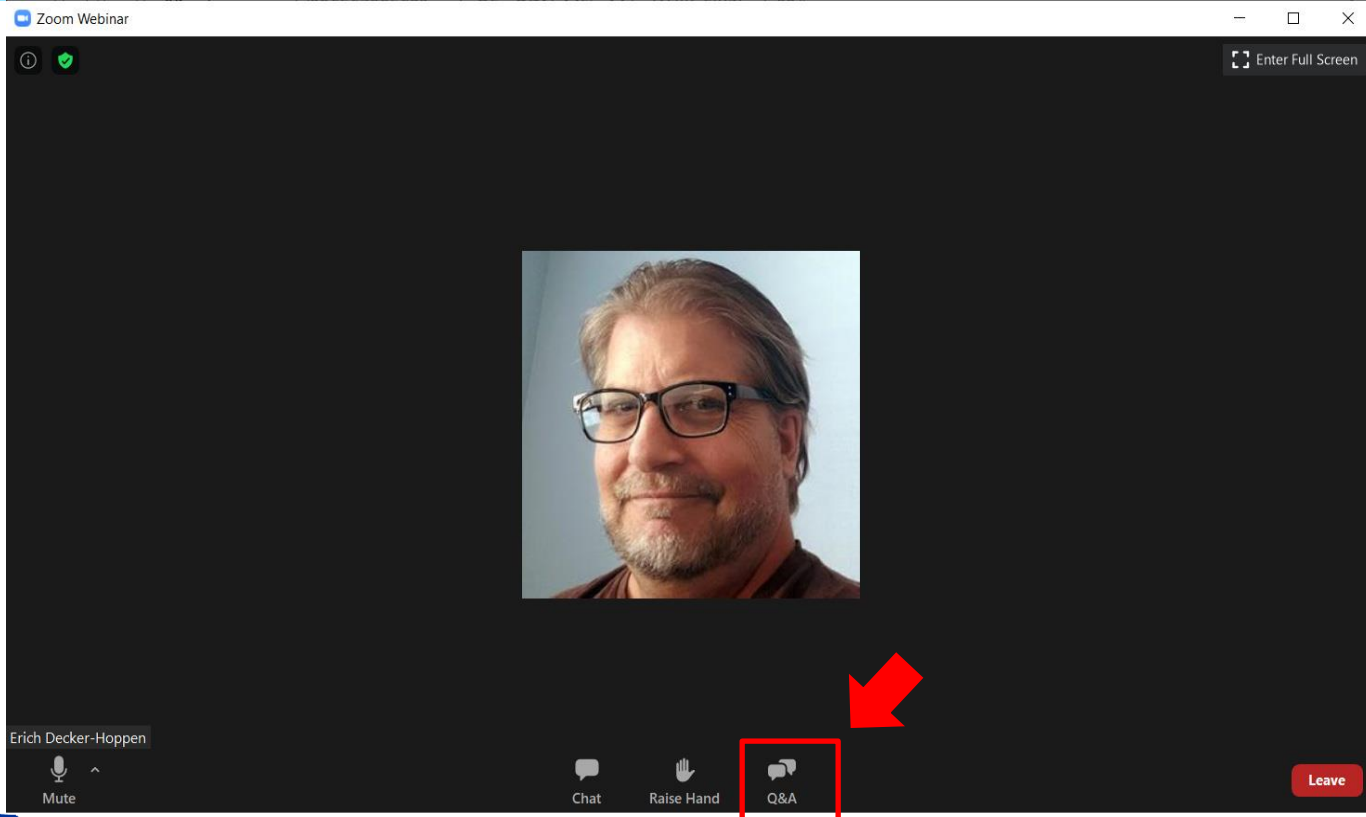 Zoom Webinar
Enter Full Screen
Erich Decker-Hoppen
Mute
Chat
Raise Hand
Q&A
Leave